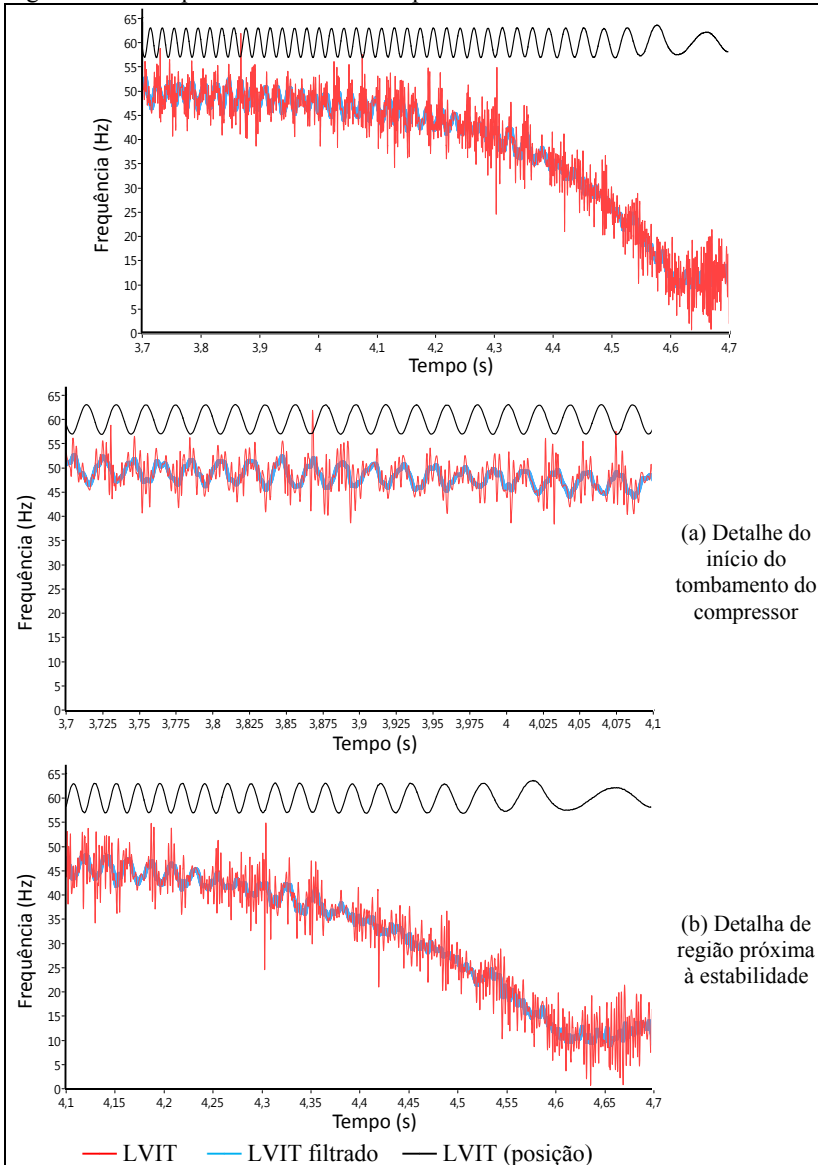 65
60
55
50
45
40
35
30
25
20
15
10
5
0
Frequência (Hz)
3,7 3,8 3,9 4 4,1 4,2 4,3 4,4 4,5 4,6 4,7
Tempo (s)
65
60
55
50
45
40
35
30
25
20
15
10
5
0
Frequência (Hz)
3,7 3,725 3,75 3,775 3,8 3,825 3,85 3,875 3,9 3,925 3,95 3,975 4 4,025 4,05 4,075 4,1
Tempo (s)
(a) Detalhe do
início do
tombamento do
compressor
65
60
55
50
45
40
35
30
25
20
15
10
5
0
Frequência (Hz)
4,1 4,15 4,2 4,25 4,3 4,35 4,4 4,45 4,5 4,55 4,6 4,65 4,7
Tempo (s)
(b) Detalha de
região próxima
à estabilidade
LVIT LVIT filtrado LVIT (posição)